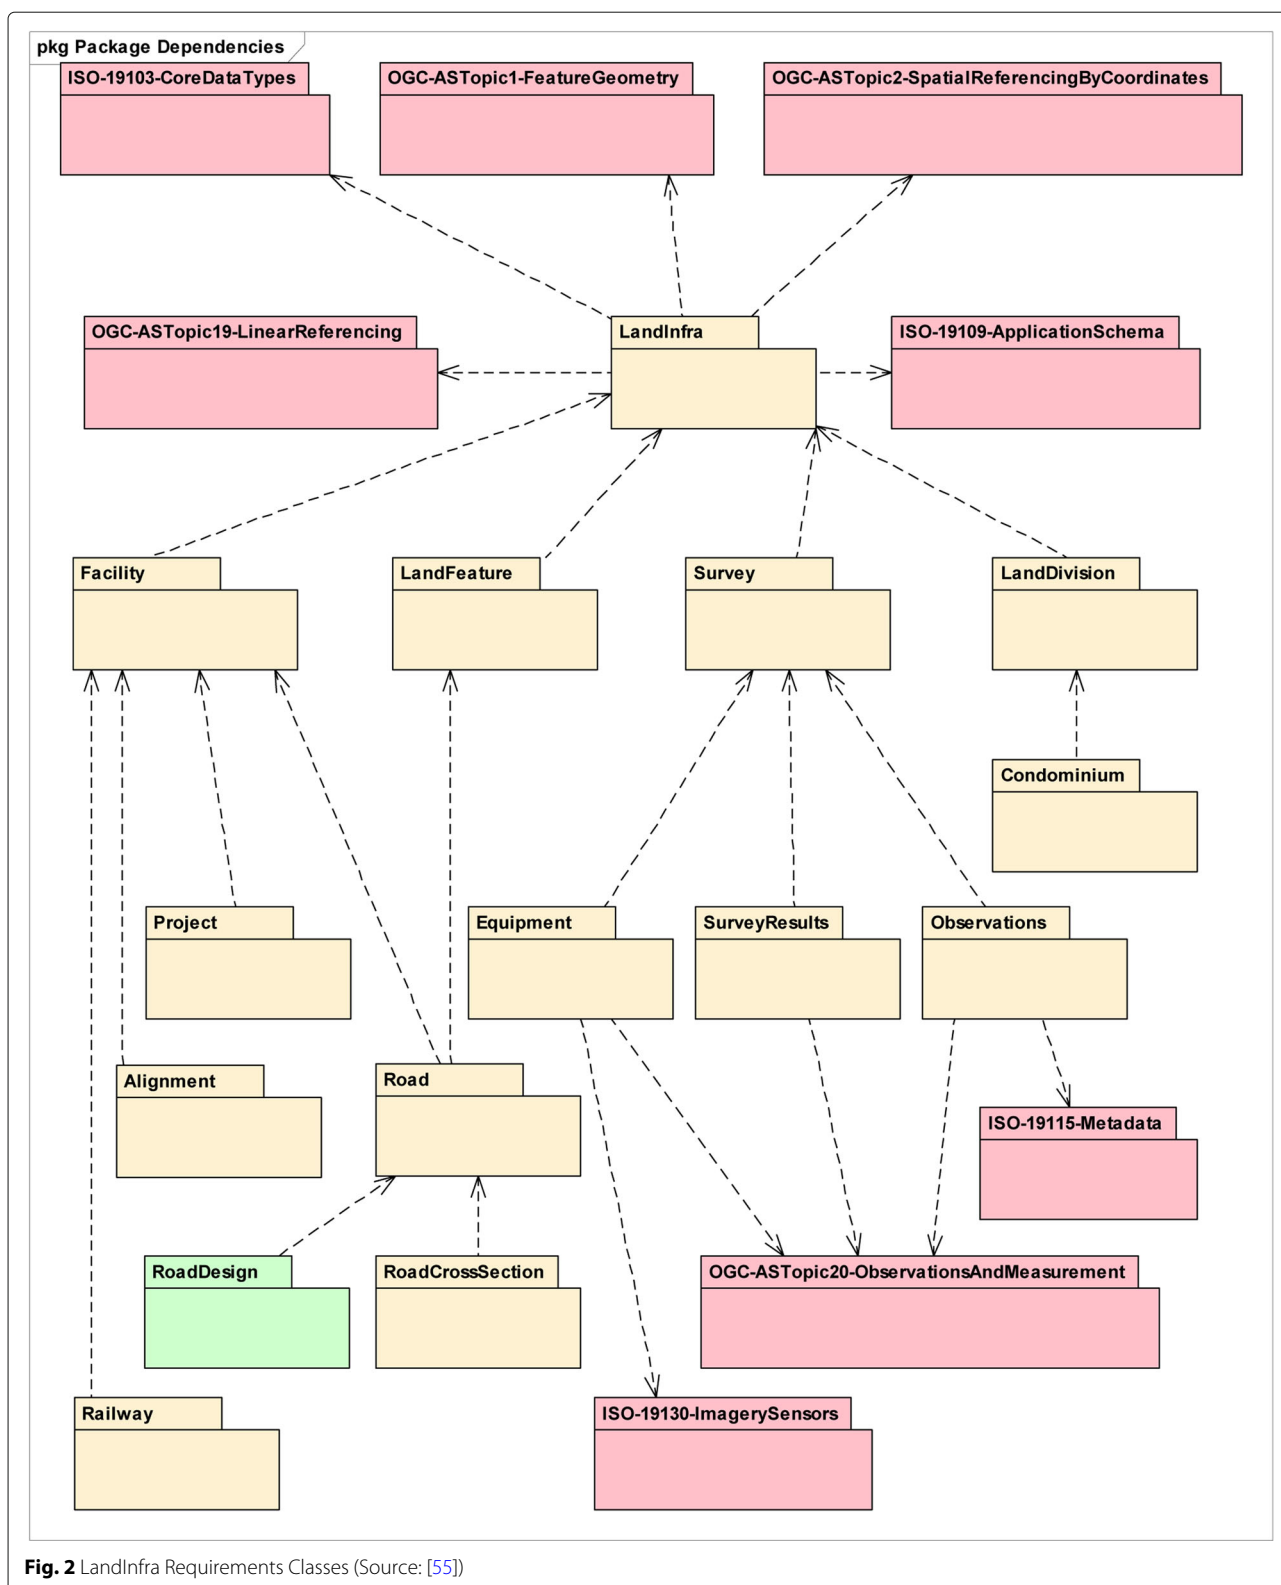 pkg Package Dependencies
ISO-19103-CoreDataTypes
OGC-ASTopic1-FeatureGeometry
OGC-ASTopic2-SpatialReferencingByCoordinates
OGC-ASTopic19-LinearReferencing
LandInfra
ISO-19109-ApplicationSchema
Facility
LandFeature
Survey
LandDivision
Condominium
Project
Equipment
SurveyResults
Observations
Alignment
Road
ISO-19115-Metadata
RoadDesign
RoadCrossSection
OGC-ASTopic20-ObservationsAndMeasurement
Railway
ISO-19130-ImagerySensors
Fig. 2 LandInfra Requirements Classes (Source: [55])